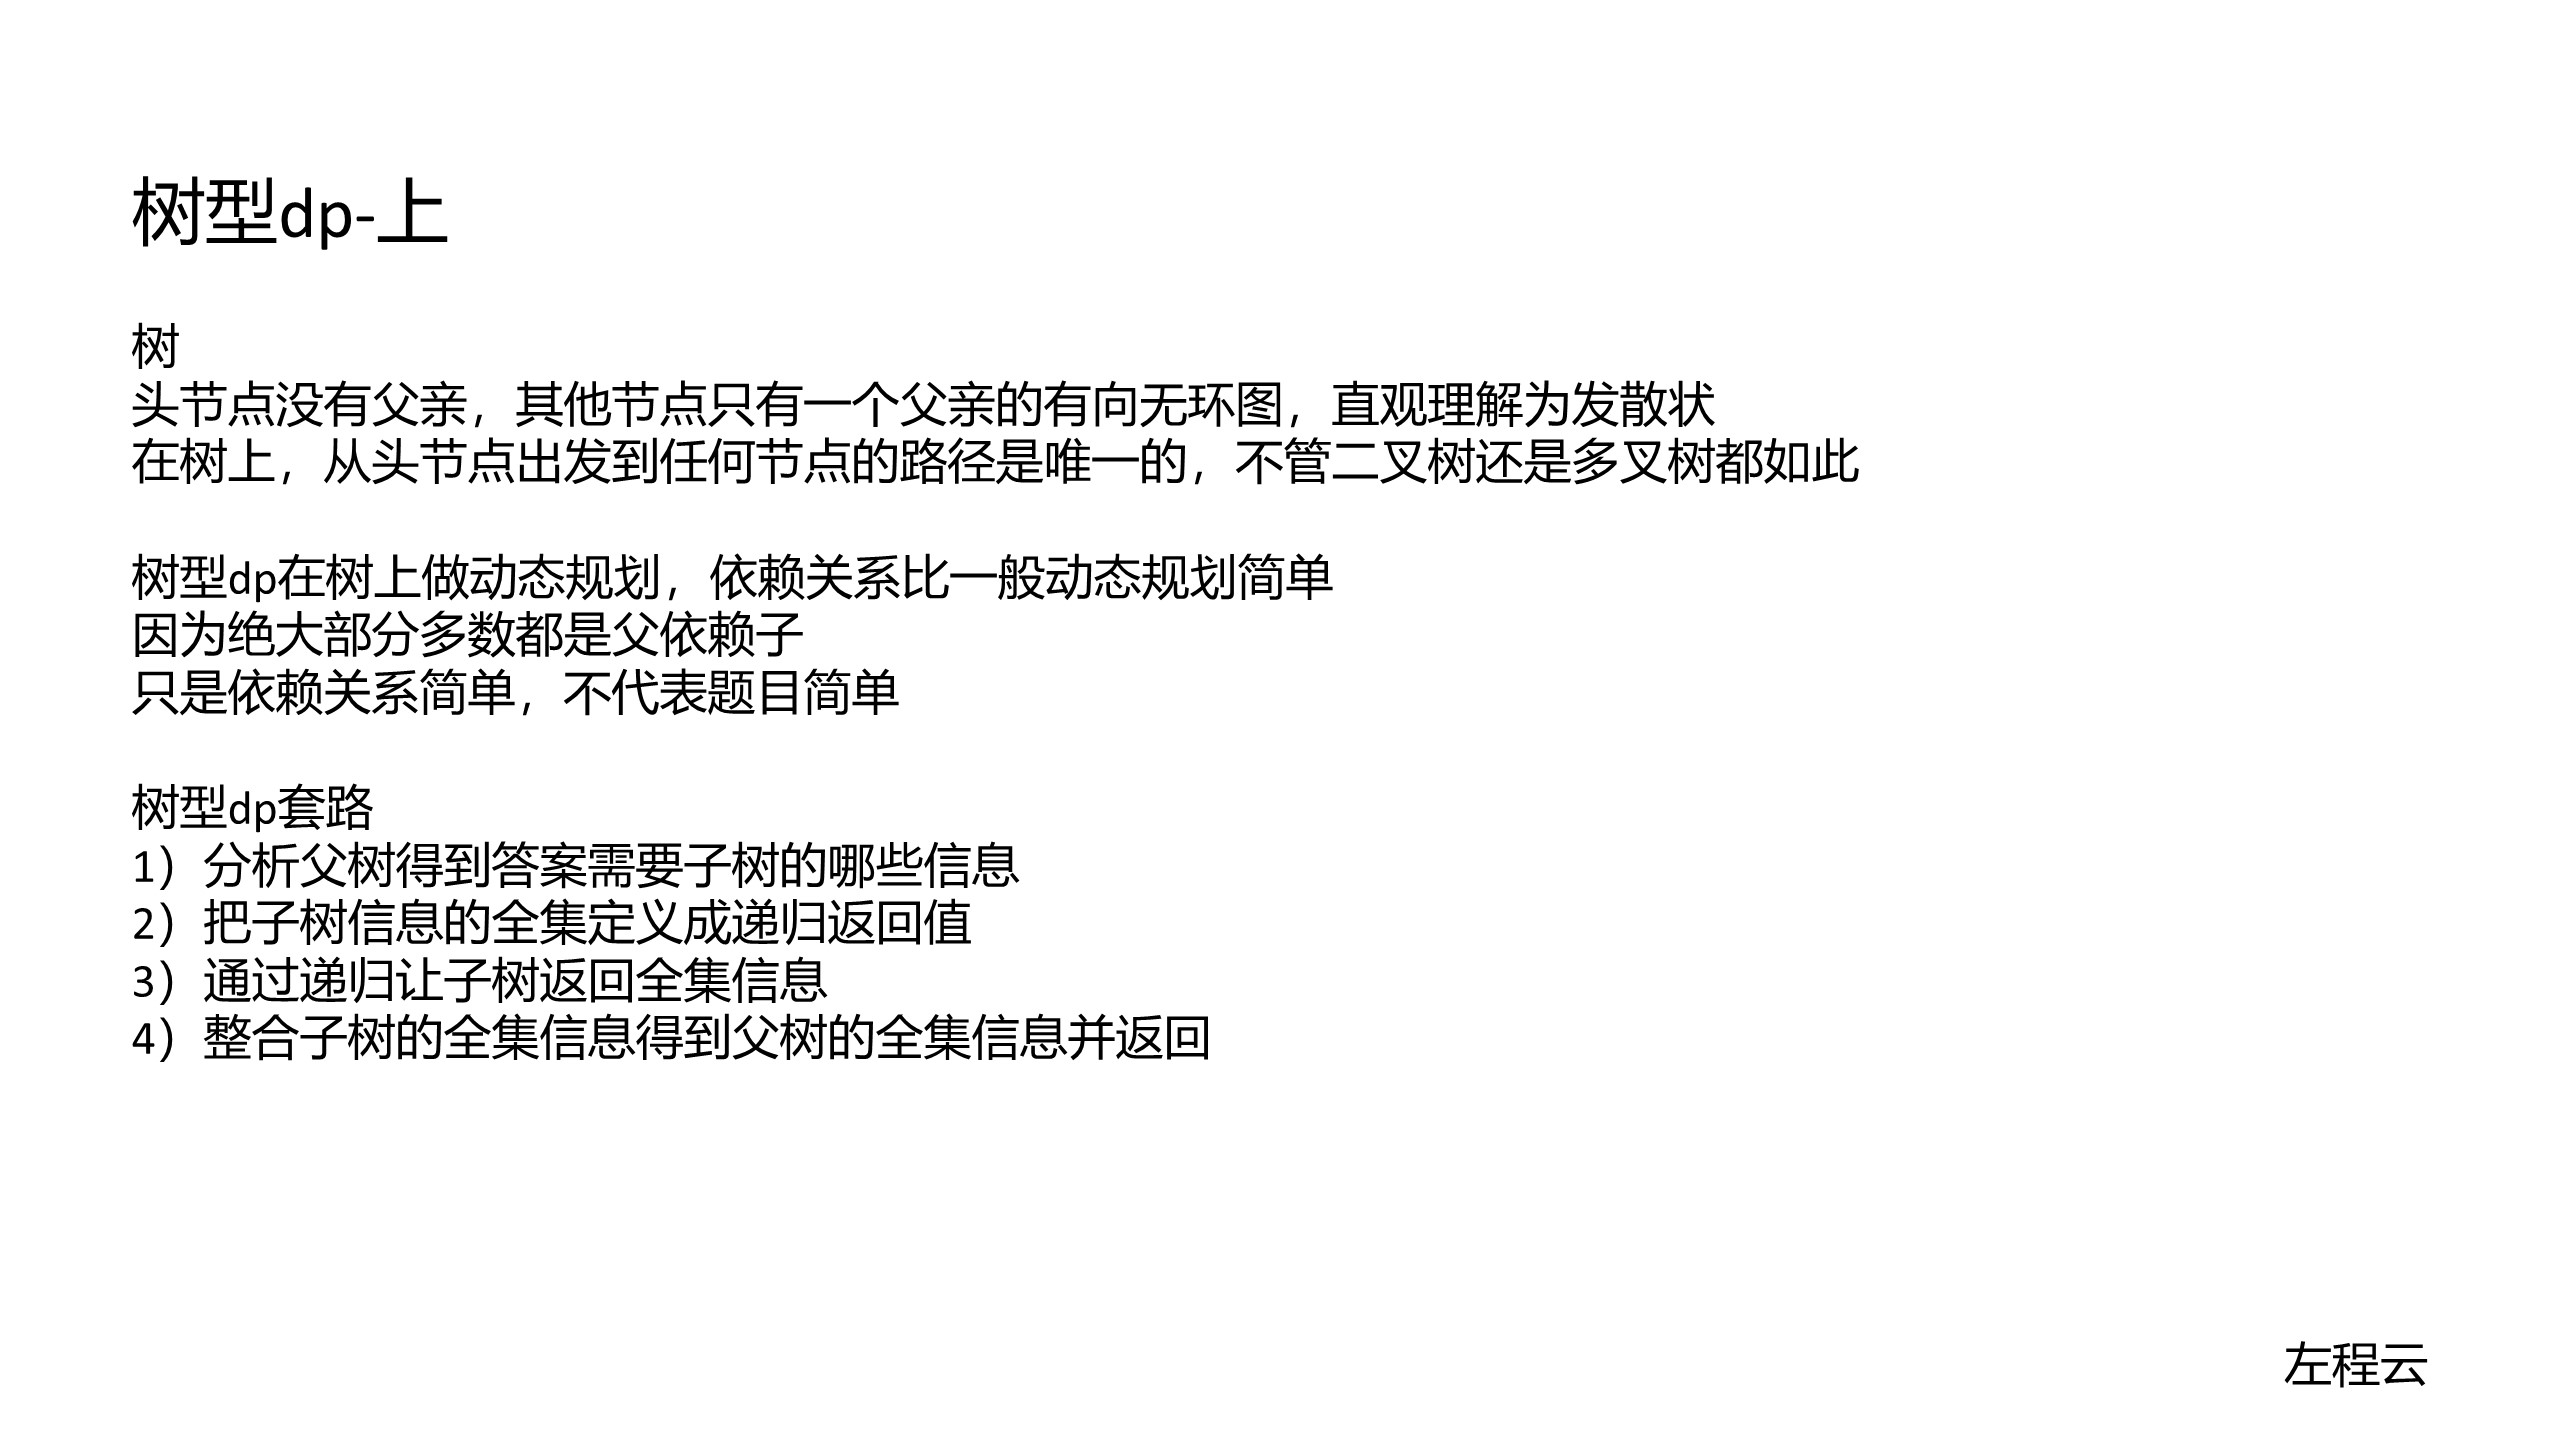 树型dp-上
树
头节点没有父亲，其他节点只有一个父亲的有向无环图，直观理解为发散状
在树上，从头节点出发到任何节点的路径是唯一的，不管二叉树还是多叉树都如此
树型dp在树上做动态规划，依赖关系比一般动态规划简单
因为绝大部分多数都是父依赖子
只是依赖关系简单，不代表题目简单
树型dp套路
1）分析父树得到答案需要子树的哪些信息
2）把子树信息的全集定义成递归返回值
3）通过递归让子树返回全集信息
4）整合子树的全集信息得到父树的全集信息并返回
左程云